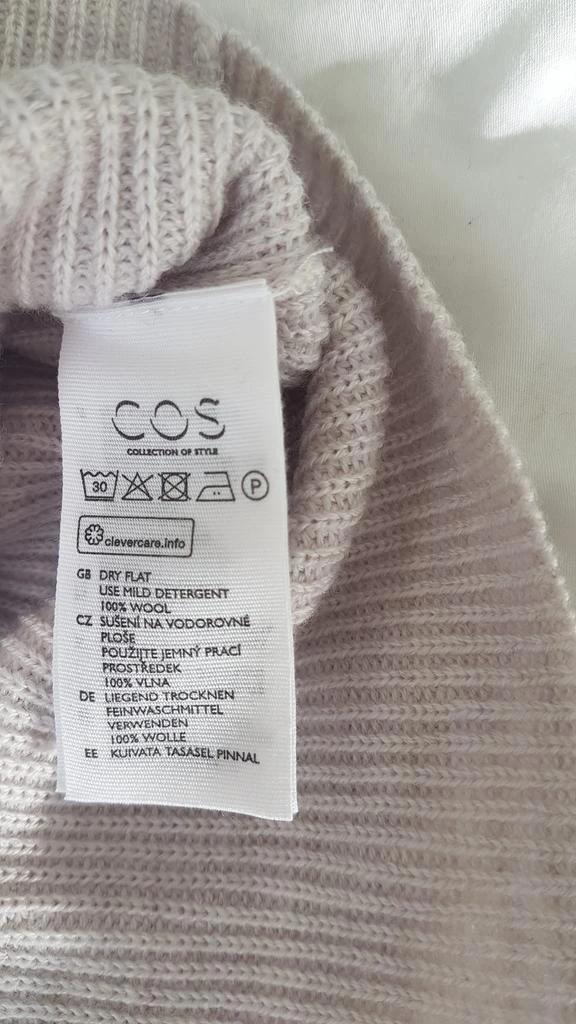 COS
COLLECTION OF STYLE
30 P
clevercare.info
GB DRY FLAT
USE MILD DETERGENT
100% WOOL
CZ SUŠENÍ NA VODOROVNÉ
PLOŠE
POUŽIJTE JEMNÝ PRACÍ
PROSTŘEDEK
100% VLNA
DE LIEGEND TROCKNEN
FEINWASCHMITTEL
VERWENDEN
100% WOLLE
EE KUIVATA TASASEL PINNAL